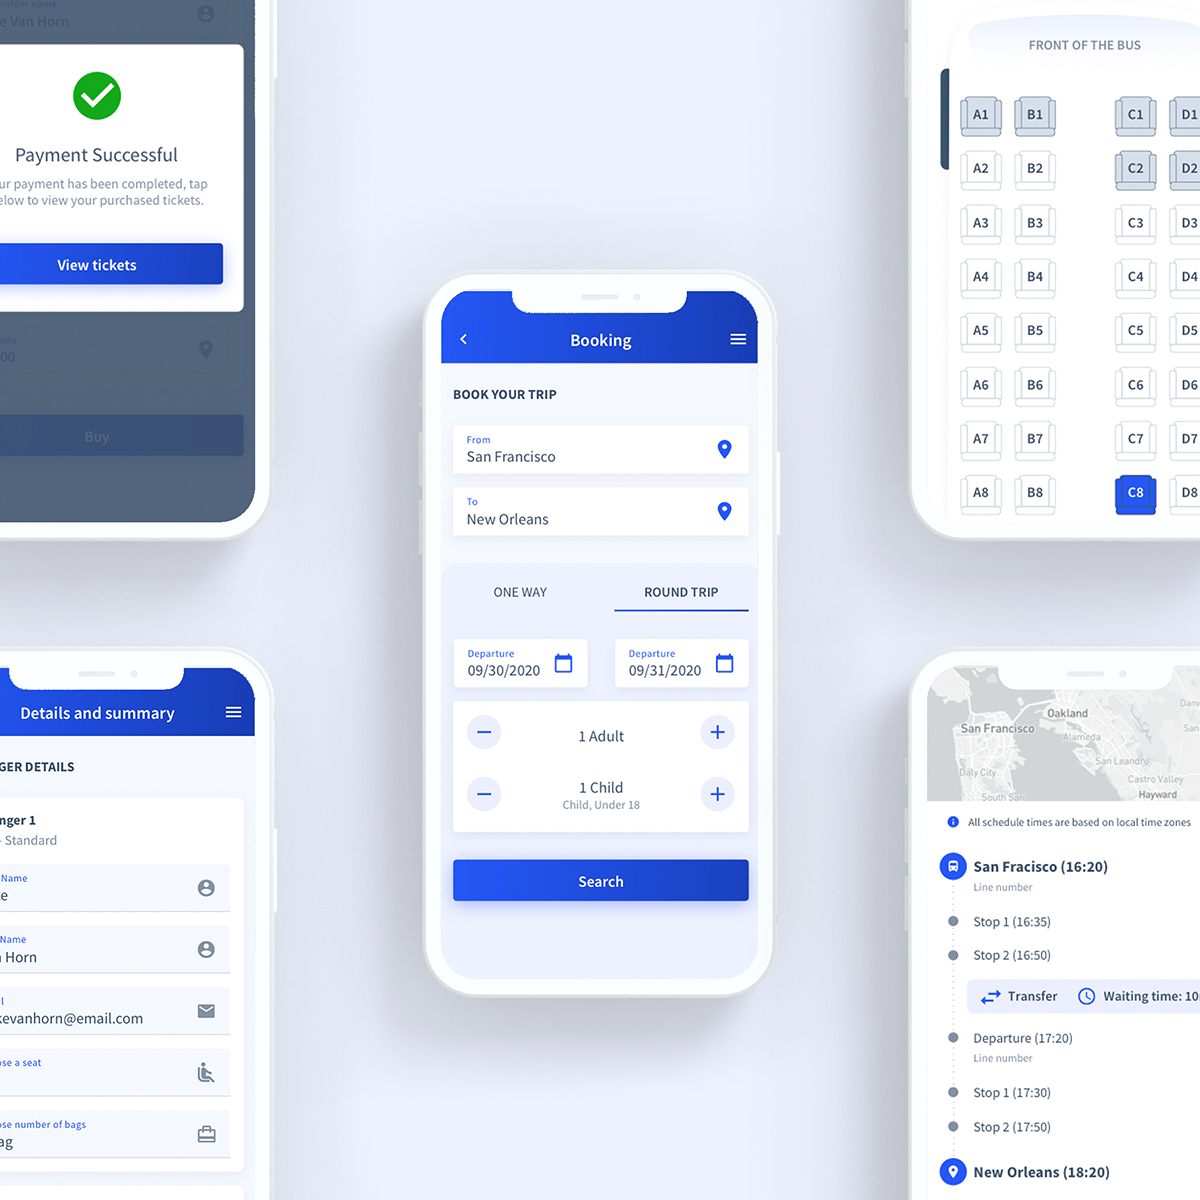 holder name
e Van Horn
Payment Successful
ur payment has been completed, tap
elow to view your purchased tickets.
View tickets
ode
00
Buy
FRONT OF THE BUS
A1 B1 C1 D1
A2 B2 C2 D2
A3 B3 C3 D3
A4 B4 C4 D4
A5 B5 C5 D5
A6 B6 C6 D6
A7 B7 C7 D7
A8 B8 C8 D8
Booking
BOOK YOUR TRIP
From
San Francisco
To
New Orleans
ONE WAY ROUND TRIP
Departure Departure
09/30/2020 09/31/2020
1 Adult
1 Child
Child, Under 18
Search
Details and summary
GER DETAILS
nger 1
- Standard
Name
e
Name
Horn
l
kevanhorn@email.com
ose a seat
ose number of bags
ag
San Francisco
Oakland
Alameda
San Leandro
Daly City
Castro Valley
Hayward
South San
Danv
San
All schedule times are based on local time zones
San Fracisco (16:20)
Line number
Stop 1 (16:35)
Stop 2 (16:50)
Transfer Waiting time: 10
Departure (17:20)
Line number
Stop 1 (17:30)
Stop 2 (17:50)
New Orleans (18:20)